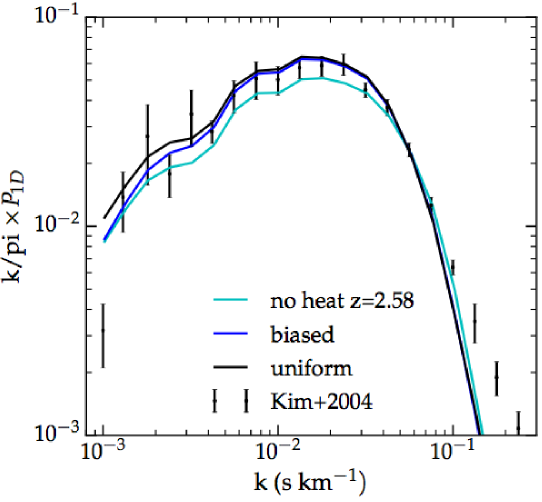 10⁻¹
10⁻²
10⁻³
k/pi × P₁D
no heat z=2.58
biased
uniform
Kim+2004
10⁻³
10⁻²
10⁻¹
k (s km⁻¹)